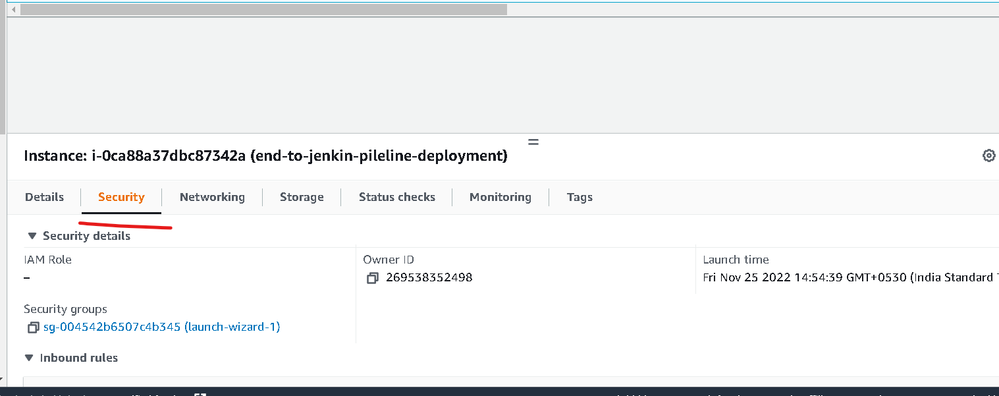 Instance: i-0ca88a37dbc87342a (end-to-jenkin-pileline-deployment)
Details Security Networking Storage Status checks Monitoring Tags
Security details
IAM Role Owner ID Launch time
– 269538352498 Fri Nov 25 2022 14:54:39 GMT+0530 (India Standard
Security groups
sg-004542b6507c4b345 (launch-wizard-1)
Inbound rules